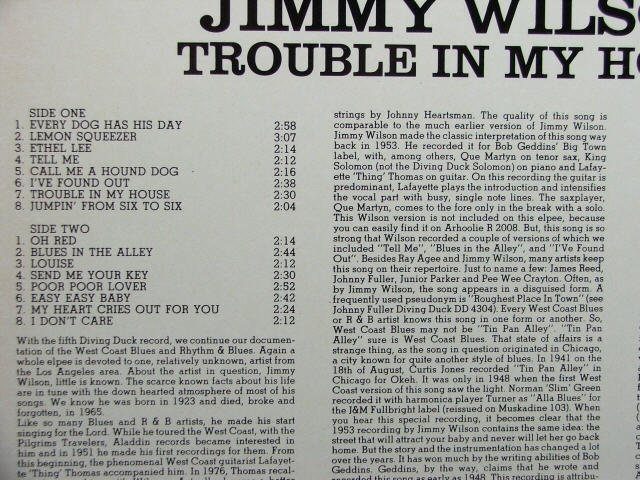 JIMMY WILS
TROUBLE IN MY H
SIDE ONE
1. EVERY DOG HAS HIS DAY 2:58
2. LEMON SQUEEZER 3:07
3. ETHEL LEE 2:14
4. TELL ME 2:12
5. CALL ME A HOUND DOG 2:16
6. I'VE FOUND OUT 2:38
7. TROUBLE IN MY HOUSE 2:30
8. JUMPIN' FROM SIX TO SIX 2:04
SIDE TWO
1. OH RED 2:14
2. BLUES IN THE ALLEY 2:44
3. LOUISE 2:12
4. SEND ME YOUR KEY 2:30
5. POOR POOR LOVER 2:52
6. EASY EASY BABY 2:42
7. MY HEART CRIES OUT FOR YOU 2:24
8. I DON'T CARE 2:12
With the fifth Diving Duck record, we continue our documen-
tation of the West Coast Blues and Rhythm & Blues. Again a
whole elpee is devoted to one, relatively unknown, artist from
the Los Angeles area. About the artist in question, Jimmy
Wilson, little is known. The scarce known facts about his life
are in tune with the down hearted atmosphere of most of his
songs. We know he was born in 1923 and died, broke and
forgotten, in 1965.
Like so many Blues and R & B artists, he made his start
singing for the Lord. While he toured the West Coast, with the
Pilgrims Travelers, Aladdin records became interested in
him and in 1951 he made his first recordings for them. From
this beginning, the phenomenal West Coast guitarist Lafayet-
te 'Thing' Thomas accompanied him. In 1976, Thomas recal-
strings by Johnny Heartsman. The quality of this song is
comparable to the much earlier version of Jimmy Wilson.
Jimmy Wilson made the classic interpretation of this song way
back in 1953. He recorded it for Bob Geddins' Big Town
label, with, among others, Que Martyn on tenor sax, King
Solomon (not the Diving Duck Solomon) on piano and Lafay-
ette 'Thing' Thomas on guitar. On this recording the guitar is
predominant, Lafayette plays the introduction and intensifies
the vocal part with busy, single note lines. The saxplayer,
Que Martyn, comes to the fore only in the break with a solo.
This Wilson version is not included on this elpee, because
you can easily find it on Arhoolie R 2008. But, this song is so
strong that Wilson recorded a couple of versions of which we
included "Tell Me", "Blues in the Alley", and "I'VE Found
Out". Besides Ray Agee and Jimmy Wilson, many artists keep
this song on their repertoire. Just to name a few: James Reed,
Johnny Fuller, Junior Parker and Pee Wee Crayton. Often, as
by Jimmy Wilson, the song appears in a disguised form. A
frequently used pseudonym is "Roughest Place In Town" (see
Johnny Fuller Diving Duck DD 4304). Every West Coast Blues
or R & B artist knows this song in one form or another. So,
West Coast Blues may not be "Tin Pan Alley". "Tin Pan
Alley" sure is West Coast Blues. That state of affairs is a
strange thing, as the song in question originated in Chicago,
a city known for quite another style of blues. In 1941 on the
18th of August, Curtis Jones recorded "Tin Pan Alley" in
Chicago for Okeh. It was only in 1948 when the first West
Coast version of this song saw the light. Norman 'Slim' Green
recorded it with harmonica player Turner as "Alla Blues" for
the J&M Fullbright label (reissued on Muskadine 103). When
you hear this special recording, it becomes clear that the
1953 recording by Jimmy Wilson contains the same idea: the
street that will attract your baby and never will let her go back
home. But the story and the instrumentation has changed a lot
over the years. It has won much by the writing abilities of Bob
Geddins. Geddins, by the way, claims that he wrote and
recorded this song as early as 1948. This recording is attribu-